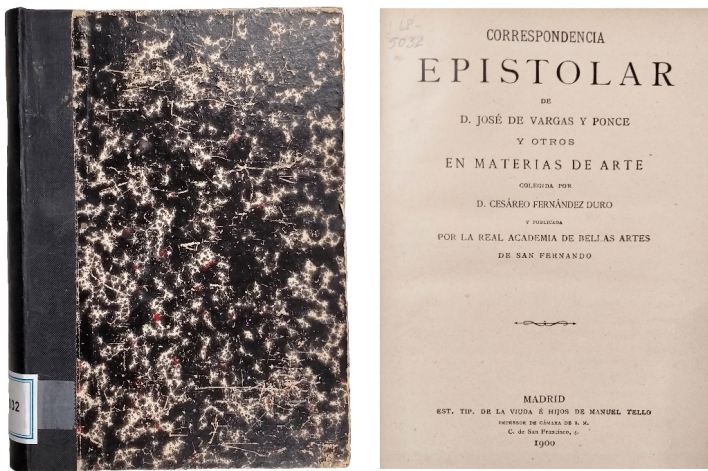 032
LP-
5032
CORRESPONDENCIA
EPISTOLAR
DE
D. JOSÉ DE VARGAS Y PONCE
Y OTROS
EN MATERIAS DE ARTE
COLEGIDA POR
D. CESÁREO FERNÁNDEZ DURO
Y PUBLICADA
POR LA REAL ACADEMIA DE BELLAS ARTES
DE SAN FERNANDO
MADRID
EST. TIP. DE LA VIUDA É HIJOS DE MANUEL TELLO
IMPRESOR DE CÁMARA DE S. M.
C. de San Francisco, 4.
1900